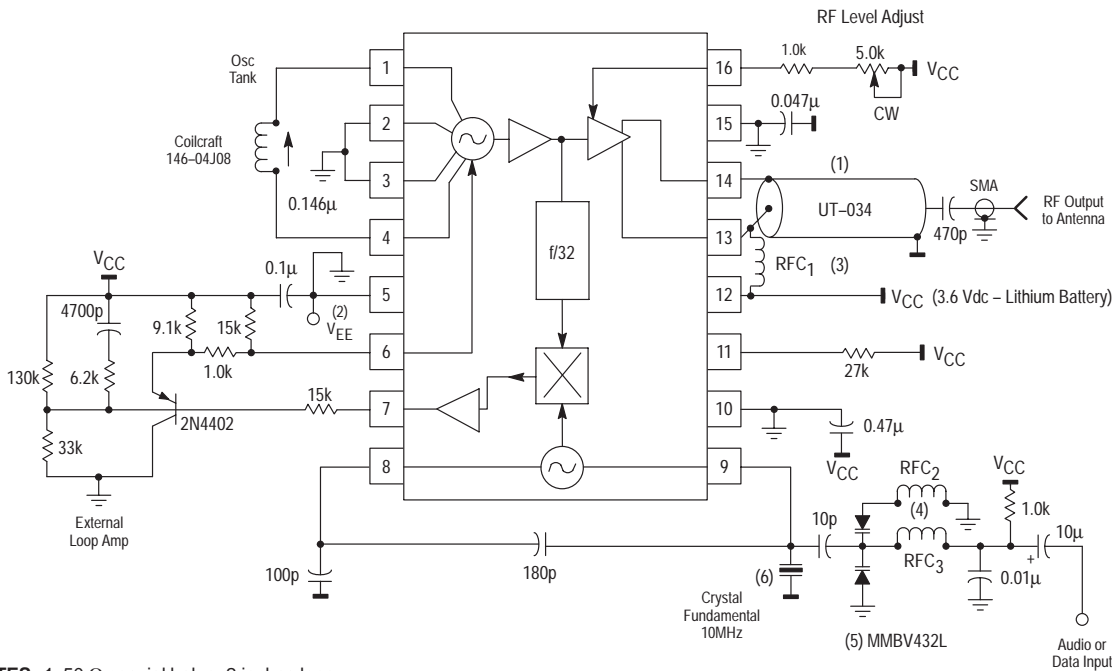 RF Level Adjust
Osc
Tank
Coilcraft
146–04J08
0.146µ
1
2
3
4
5
6
7
8
16
15
14
13
12
11
10
9
1.0k
5.0k
VCC
CW
0.047µ
(1)
UT–034
SMA
470p
RF Output
to Antenna
RFC1 (3)
VCC (3.6 Vdc – Lithium Battery)
f/32
VCC
0.1µ
(2)
VEE
4700p
9.1k
15k
1.0k
130k
6.2k
15k
2N4402
33k
External
Loop Amp
27k
VCC
0.47µ
VCC
RFC2
(4)
VCC
1.0k
10p
RFC3
10µ
+
0.01µ
100p
180p
(6)
Crystal
Fundamental
10MHz
(5) MMBV432L
Audio or
Data Input